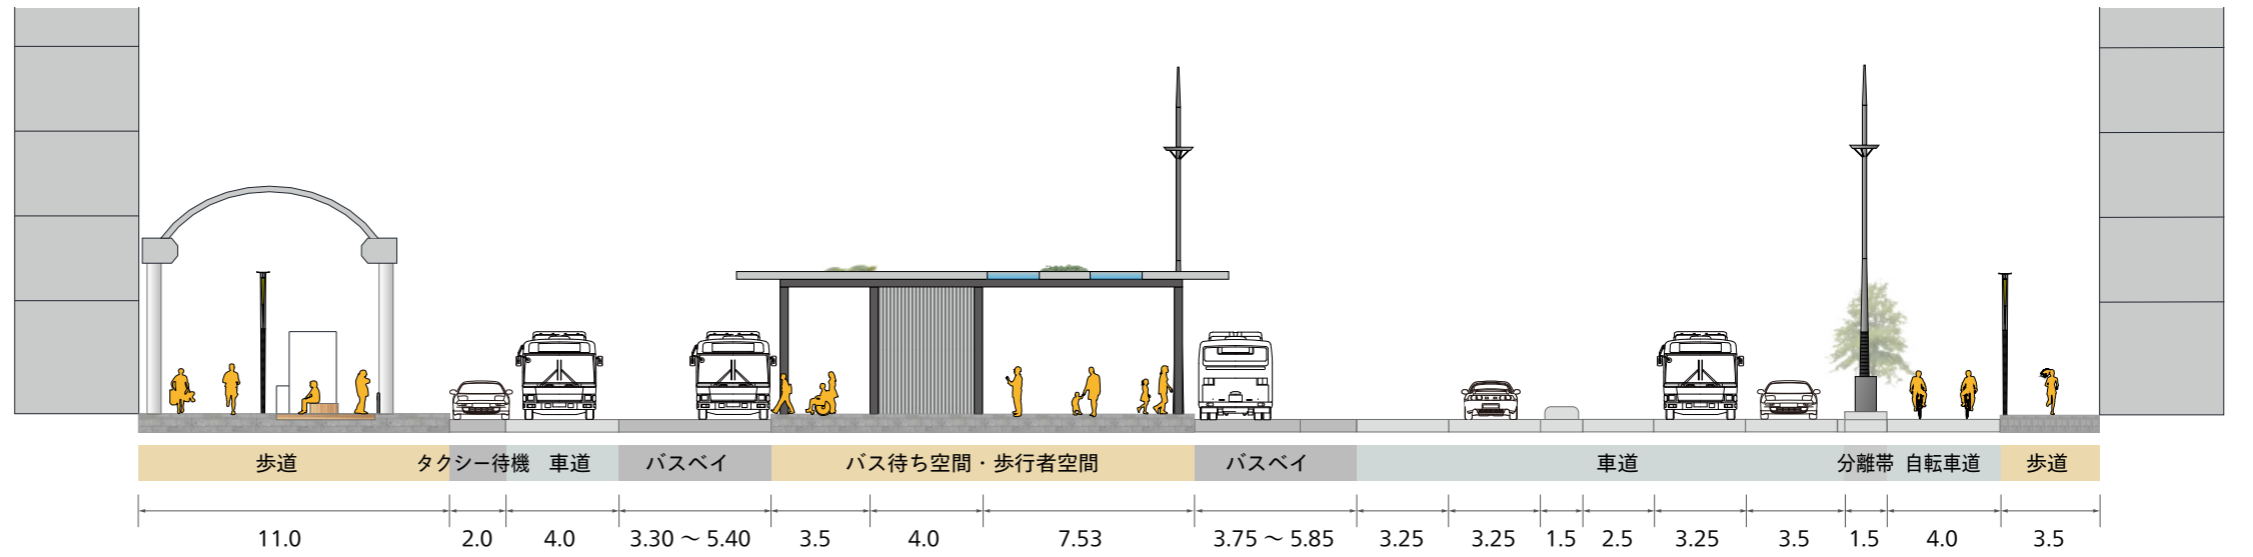 歩道 タクシー待機 車道 バスベイ バス待ち空間・歩行者空間 バスベイ 車道 分離帯 自転車道 歩道
11.0 2.0 4.0 3.30 ～ 5.40 3.5 4.0 7.53 3.75 ～ 5.85 3.25 3.25 1.5 2.5 3.25 3.5 1.5 4.0 3.5